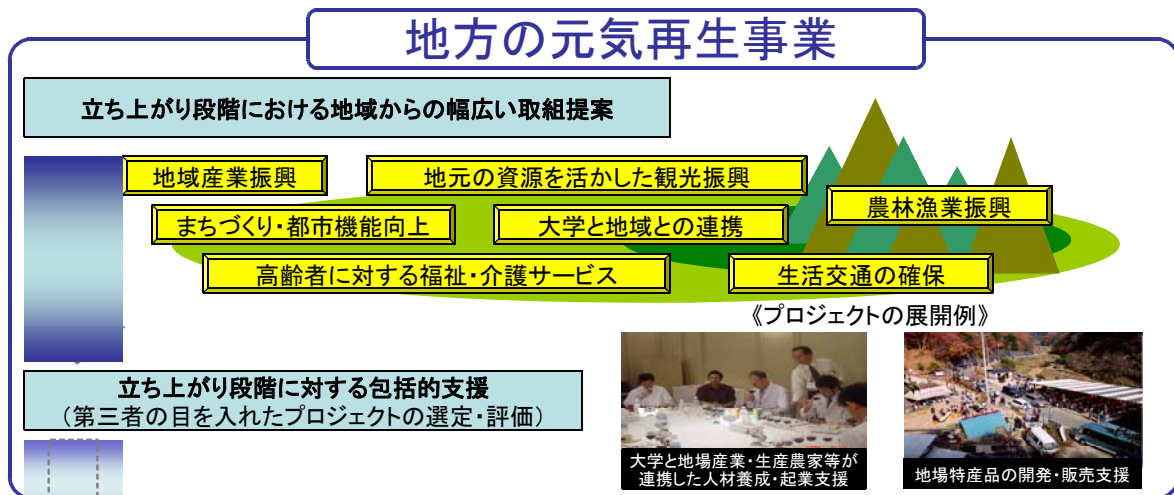 地方の元気再生事業
立ち上がり段階における地域からの幅広い取組提案
地域産業振興
地元の資源を活かした観光振興
農林漁業振興
まちづくり・都市機能向上
大学と地域との連携
高齢者に対する福祉・介護サービス
生活交通の確保
《プロジェクトの展開例》
立ち上がり段階に対する包括的支援
（第三者の目を入れたプロジェクトの選定・評価）
大学と地場産業・生産農家等が
連携した人材養成・起業支援
地場特産品の開発・販売支援